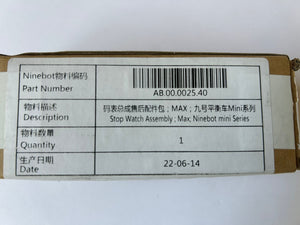 Ninebot物料编码
Part Number
AB.00.0025.40
物料描述
Description
码表总成售后配件包；MAX；九号平衡车Mini系列
Stop Watch Assembly ; Max, Ninebot mini Series
物料数量
Quantity
1
生产日期
Date
22-06-14